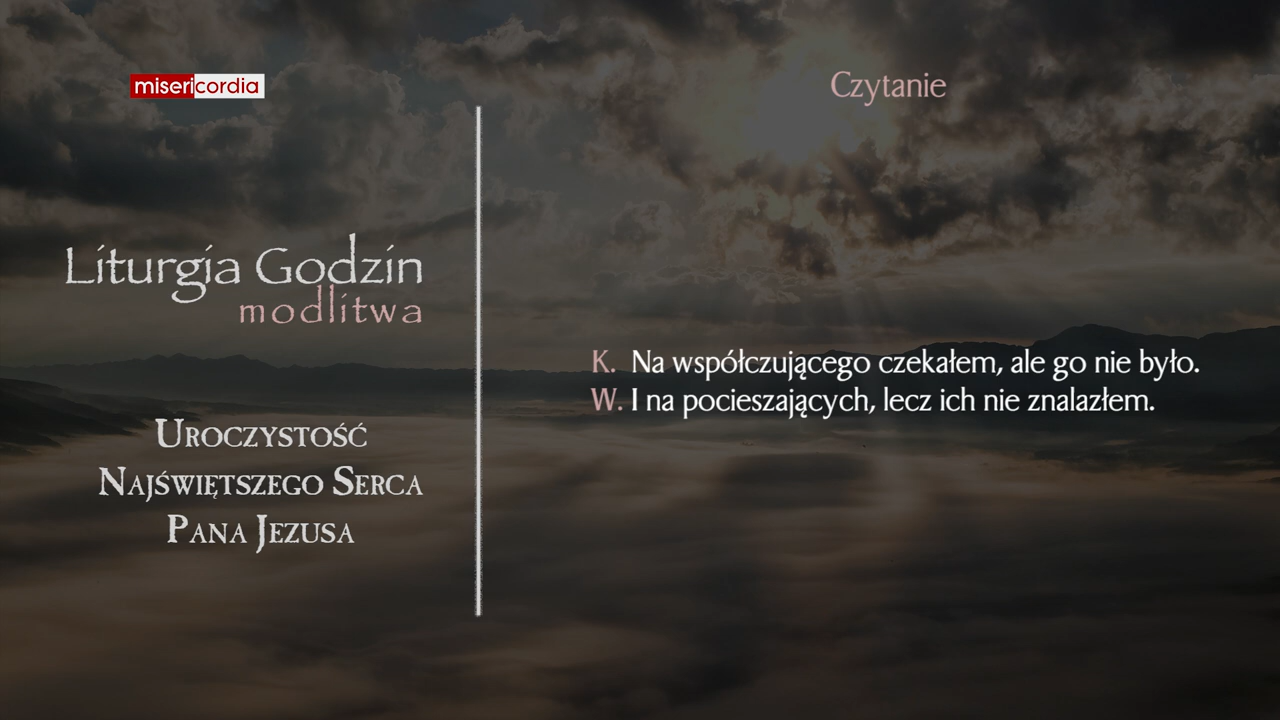 misericordia
Liturgia Godzin
modlitwa
Uroczystość
Najświętszego Serca
Pana Jezusa
Czytanie
K. Na współczującego czekałem, ale go nie było.
W. I na pocieszających, lecz ich nie znalazłem.